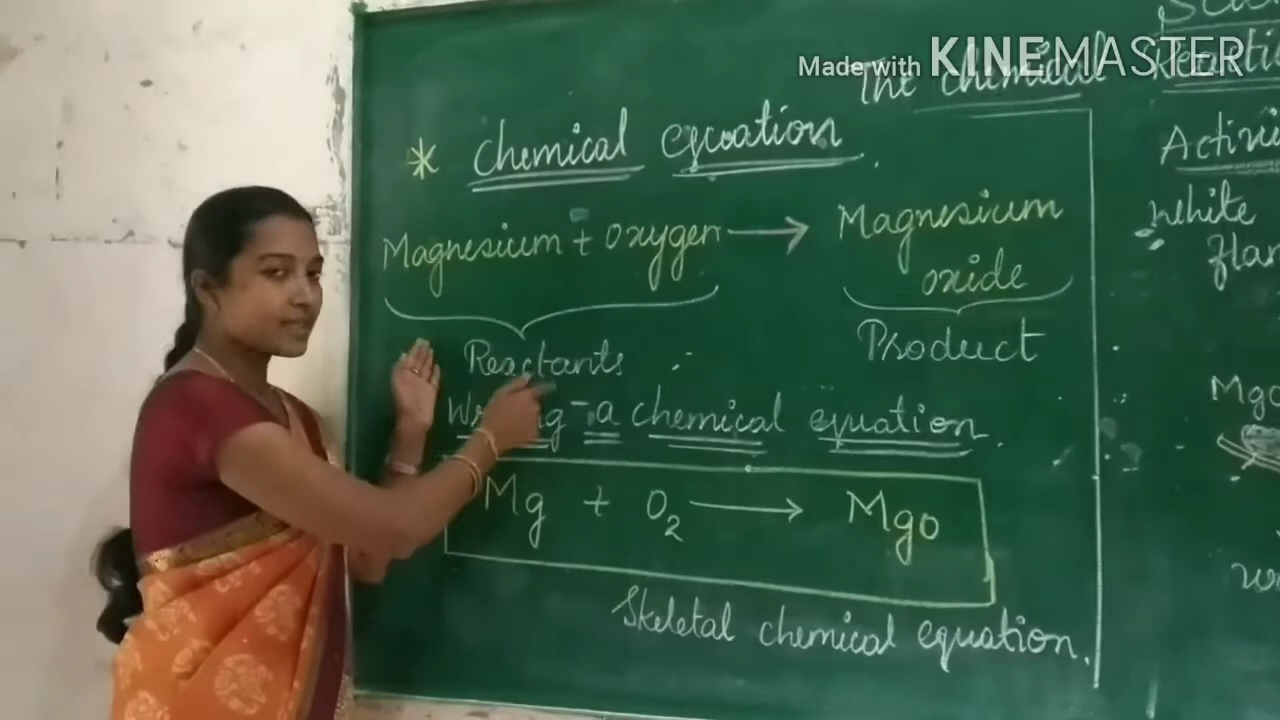 Made with KINEMASTER
The chemical Reacti
* Chemical equation.
Magnesium + Oxygen → Magnesium
oxide
Reactants
Product
Writing a chemical equation.
Mg + O₂ → Mgo
Skeletal chemical equation.
Activi
white
flam
Mgo